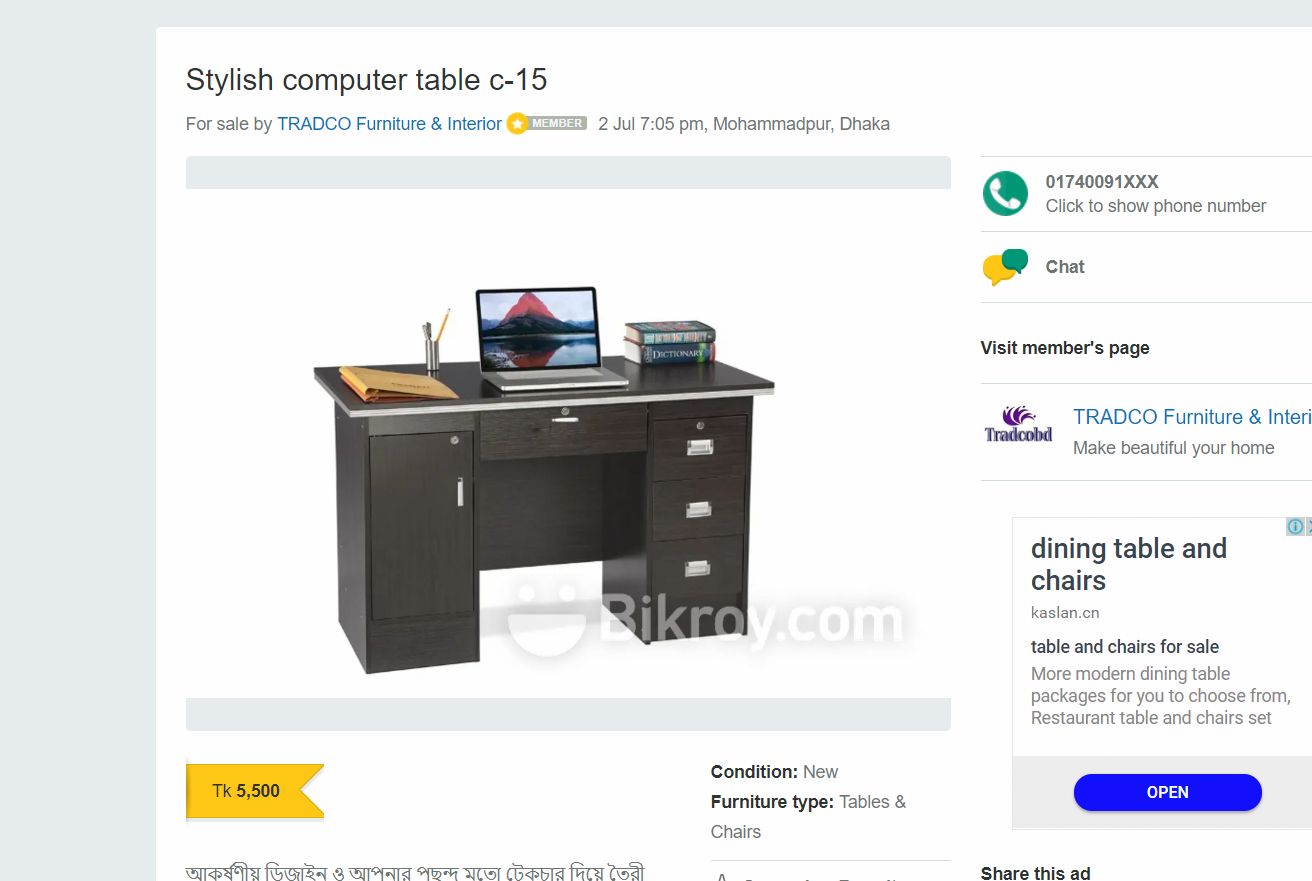 Stylish computer table c-15
For sale by TRADCO Furniture & Interior MEMBER 2 Jul 7:05 pm, Mohammadpur, Dhaka
01740091XXX
Click to show phone number
Chat
Visit member's page
Tradcobd
TRADCO Furniture & Interi
Make beautiful your home
DICTIONARY
Bikroy.com
dining table and
chairs
kaslan.cn
table and chairs for sale
More modern dining table
packages for you to choose from,
Restaurant table and chairs set
OPEN
Tk 5,500
Condition: New
Furniture type: Tables &
Chairs
আকর্ষণীয় ডিজাইন ও আপনার পছন্দ মতো টেকচার দিয়ে তৈরী
Share this ad